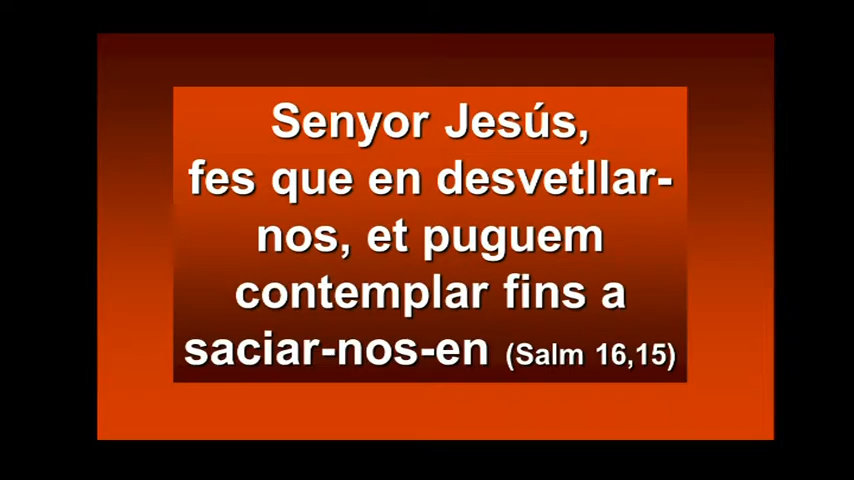 Senyor Jesús,
fes que en desvetllar-
nos, et puguem
contemplar fins a
saciar-nos-en (Salm 16,15)